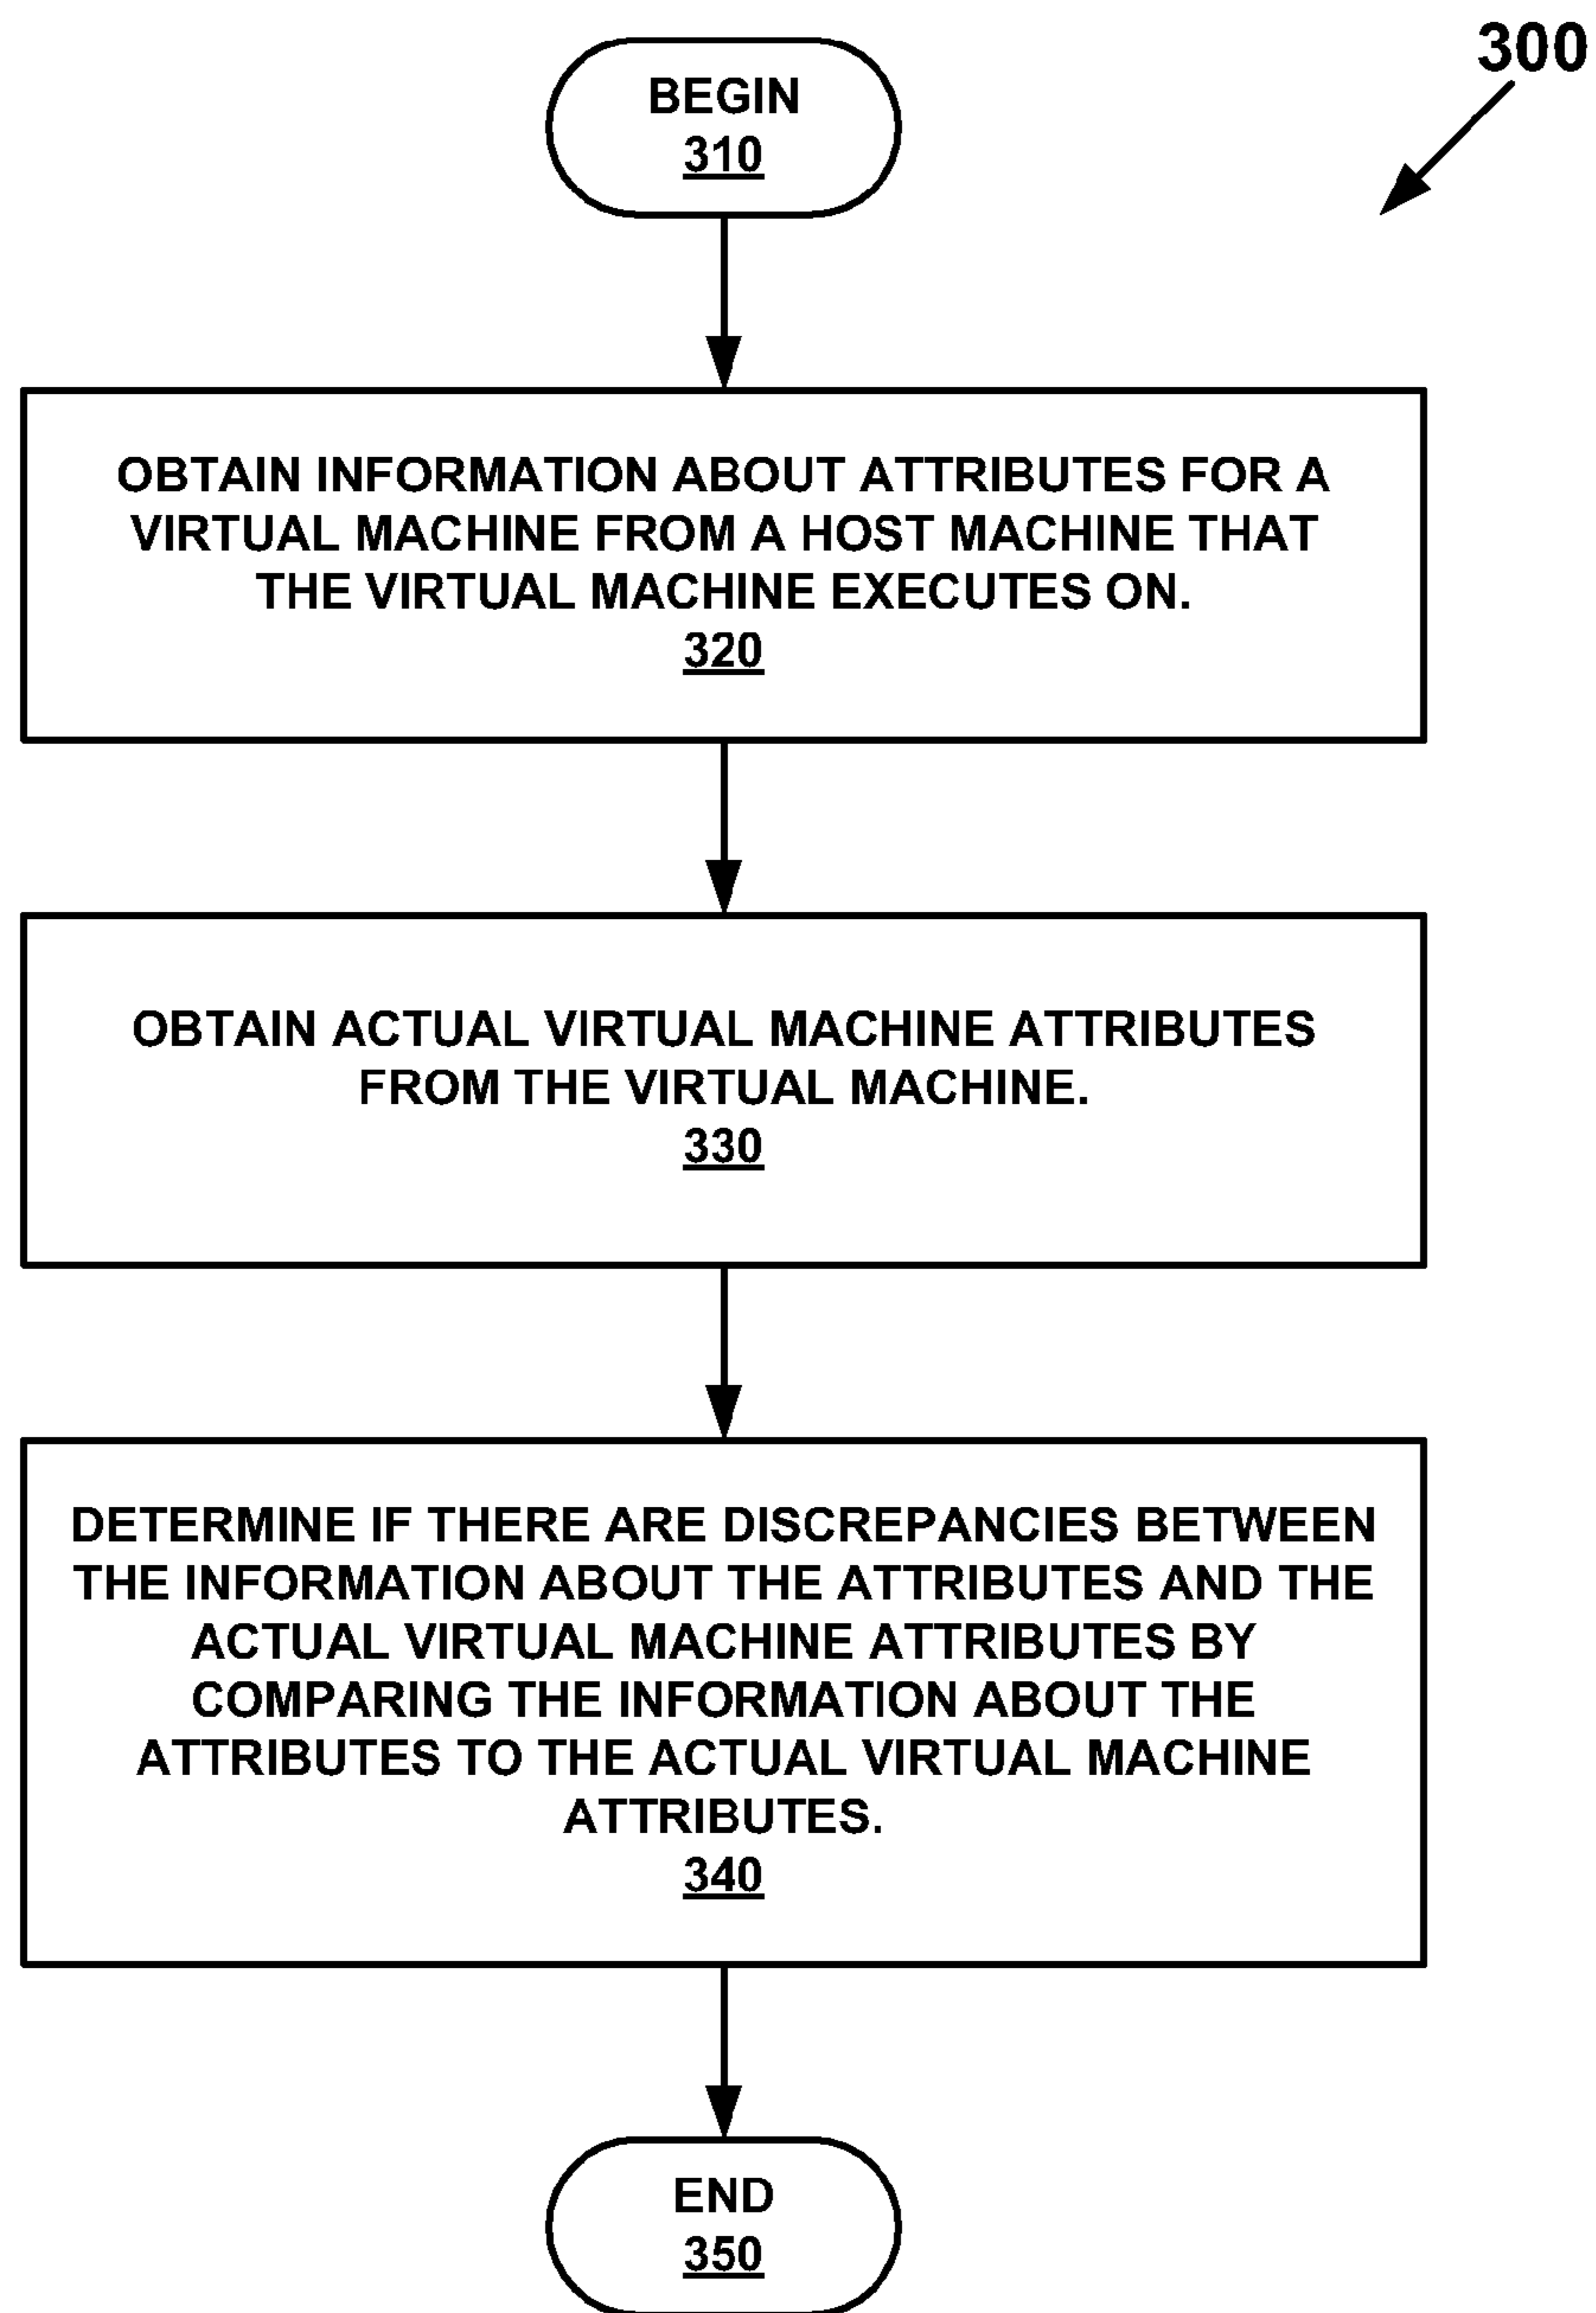 300
BEGIN
310
OBTAIN INFORMATION ABOUT ATTRIBUTES FOR A
VIRTUAL MACHINE FROM A HOST MACHINE THAT
THE VIRTUAL MACHINE EXECUTES ON.
320
OBTAIN ACTUAL VIRTUAL MACHINE ATTRIBUTES
FROM THE VIRTUAL MACHINE.
330
DETERMINE IF THERE ARE DISCREPANCIES BETWEEN
THE INFORMATION ABOUT THE ATTRIBUTES AND THE
ACTUAL VIRTUAL MACHINE ATTRIBUTES BY
COMPARING THE INFORMATION ABOUT THE
ATTRIBUTES TO THE ACTUAL VIRTUAL MACHINE
ATTRIBUTES.
340
END
350